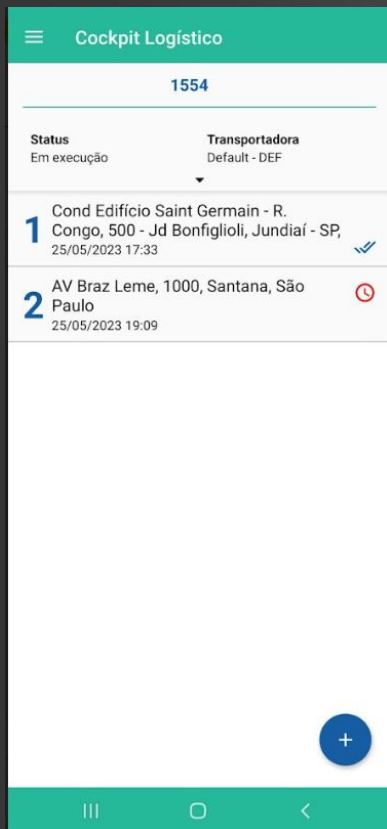 Cockpit Logístico
1554
Status Transportadora
Em execução Default - DEF
1
Cond Edifício Saint Germain - R.
Congo, 500 - Jd Bonfiglioli, Jundiaí - SP,
25/05/2023 17:33
2
AV Braz Leme, 1000, Santana, São
Paulo
25/05/2023 19:09
+